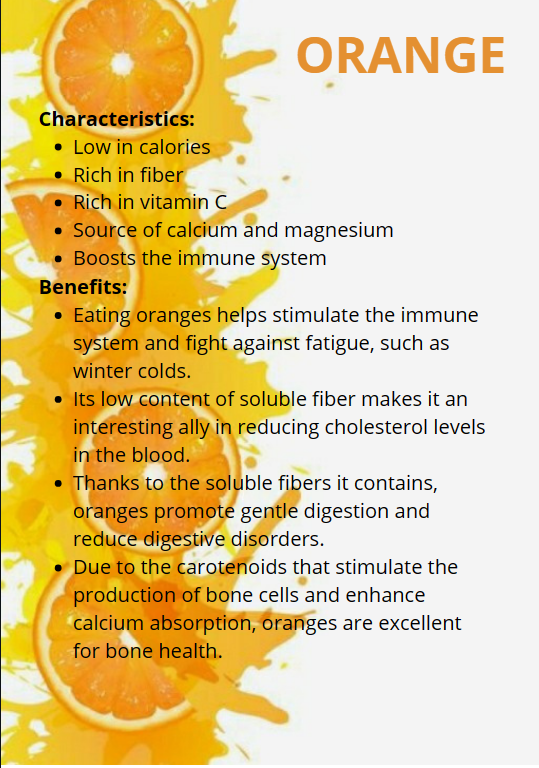 ORANGE
Characteristics:
• Low in calories
• Rich in fiber
• Rich in vitamin C
• Source of calcium and magnesium
• Boosts the immune system
Benefits:
• Eating oranges helps stimulate the immune
system and fight against fatigue, such as
winter colds.
• Its low content of soluble fiber makes it an
interesting ally in reducing cholesterol levels
in the blood.
• Thanks to the soluble fibers it contains,
oranges promote gentle digestion and
reduce digestive disorders.
• Due to the carotenoids that stimulate the
production of bone cells and enhance
calcium absorption, oranges are excellent
for bone health.